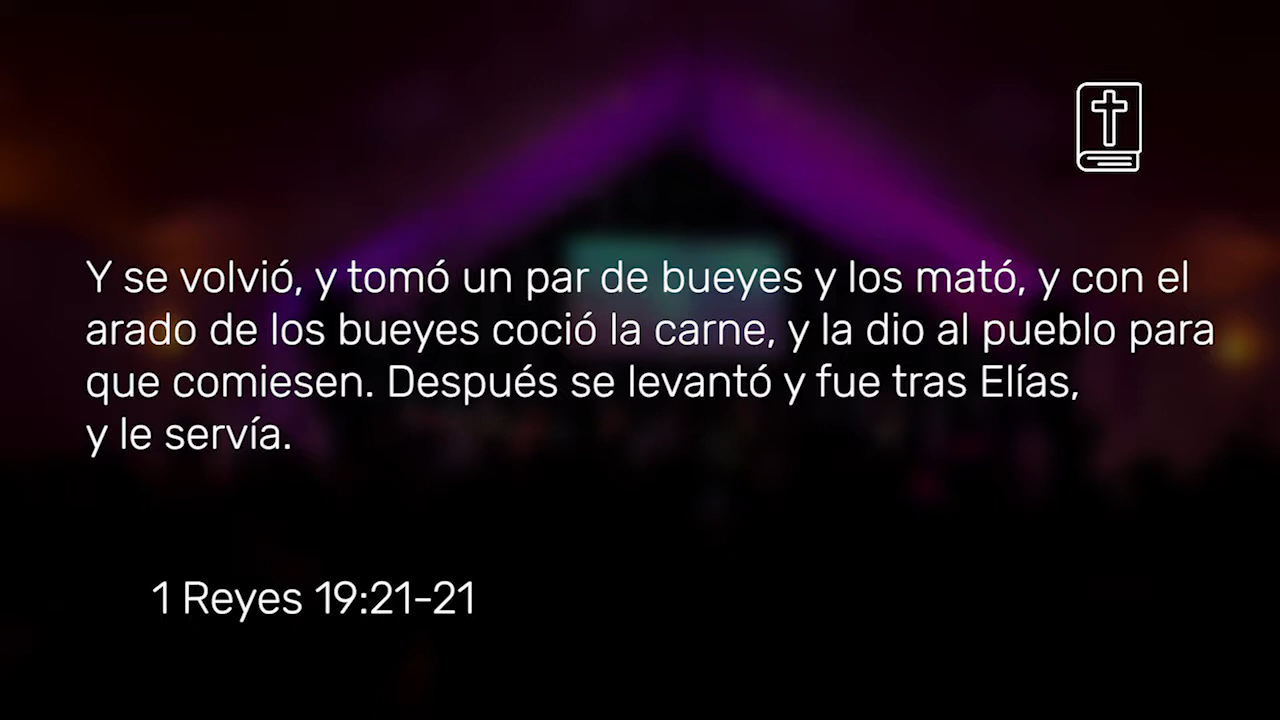 Y se volvió, y tomó un par de bueyes y los mató, y con el
arado de los bueyes coció la carne, y la dio al pueblo para
que comiesen. Después se levantó y fue tras Elías,
y le servía.
1 Reyes 19:21-21